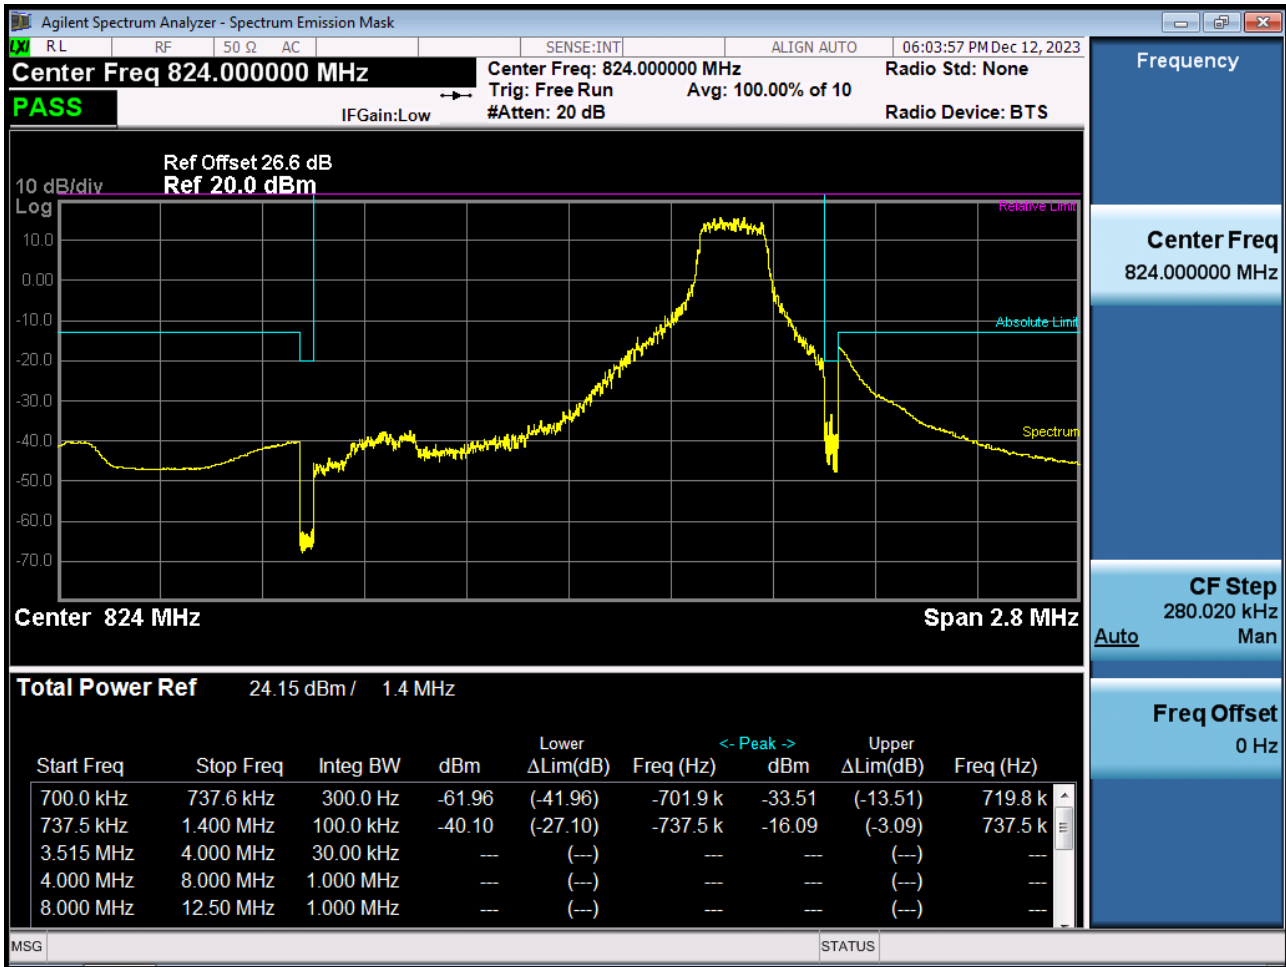 Agilent Spectrum Analyzer - Spectrum Emission Mask
LXI RL RF 50 Ω AC SENSE:INT ALIGN AUTO 06:03:57 PM Dec 12, 2023
Center Freq 824.000000 MHz
Center Freq: 824.000000 MHz Radio Std: None
Trig: Free Run Avg: 100.00% of 10
PASS
IFGain:Low #Atten: 20 dB Radio Device: BTS
Ref Offset 26.6 dB
10 dB/div Ref 20.0 dBm
Log
Relative Limit
10.0
0.00
-10.0
Absolute Limit
-20.0
-30.0
-40.0
Spectrum
-50.0
-60.0
-70.0
Center 824 MHz Span 2.8 MHz
Total Power Ref 24.15 dBm / 1.4 MHz
Lower <- Peak -> Upper
Start Freq Stop Freq Integ BW dBm ΔLim(dB) Freq (Hz) dBm ΔLim(dB) Freq (Hz)
700.0 kHz 737.6 kHz 300.0 Hz -61.96 (-41.96) -701.9 k -33.51 (-13.51) 719.8 k
737.5 kHz 1.400 MHz 100.0 kHz -40.10 (-27.10) -737.5 k -16.09 (-3.09) 737.5 k
3.515 MHz 4.000 MHz 30.00 kHz --- (---) --- --- (---) ---
4.000 MHz 8.000 MHz 1.000 MHz --- (---) --- --- (---) ---
8.000 MHz 12.50 MHz 1.000 MHz --- (---) --- --- (---) ---
MSG STATUS
Frequency
Center Freq
824.000000 MHz
CF Step
280.020 kHz
Auto Man
Freq Offset
0 Hz